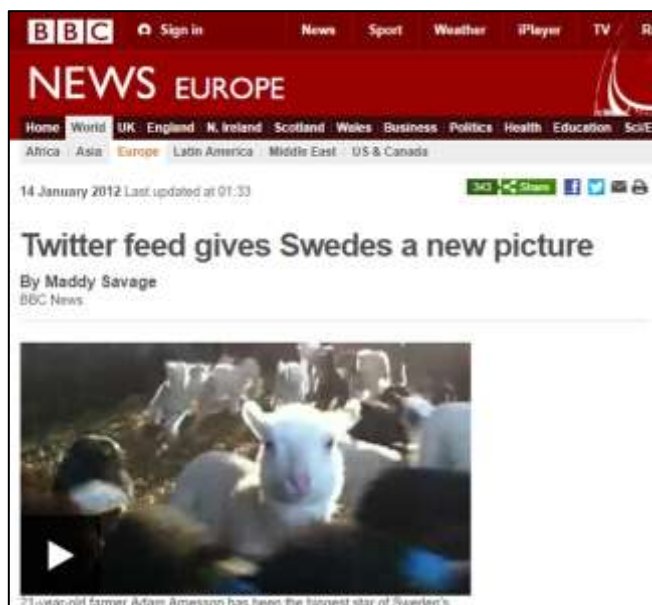 BBC Sign in News Sport Weather iPlayer TV R
NEWS EUROPE
Home World UK England N. Ireland Scotland Wales Business Politics Health Education Sci/E
Africa Asia Europe Latin America Middle East US & Canada
14 January 2012 Last updated at 01:33 343 Share
Twitter feed gives Swedes a new picture
By Maddy Savage
BBC News
21-year-old farmer Adam Arnesson has been the biggest star of Sweden's